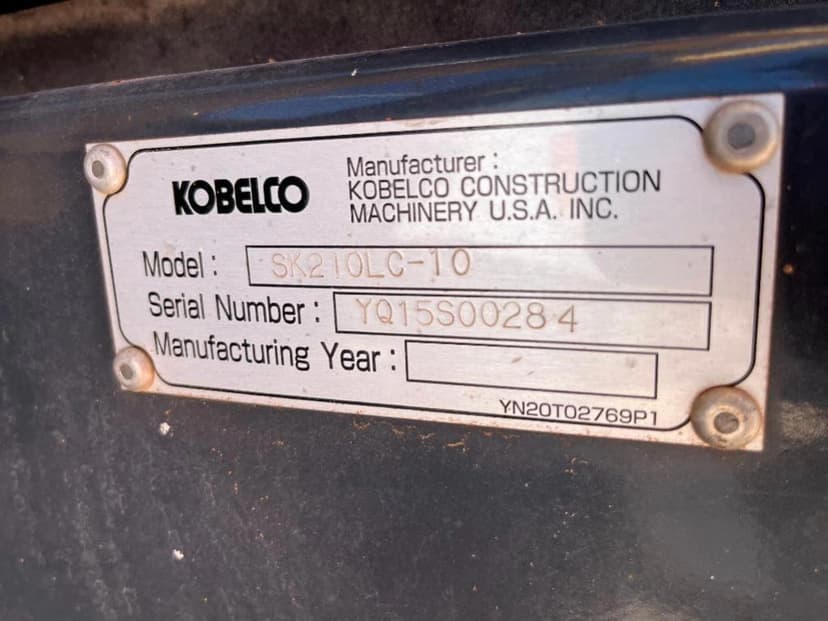 KOBELCO
Manufacturer :
KOBELCO CONSTRUCTION
MACHINERY U.S.A. INC.
Model : SK210LC-10
Serial Number : YQ15S00284
Manufacturing Year :
YN20T02769P1